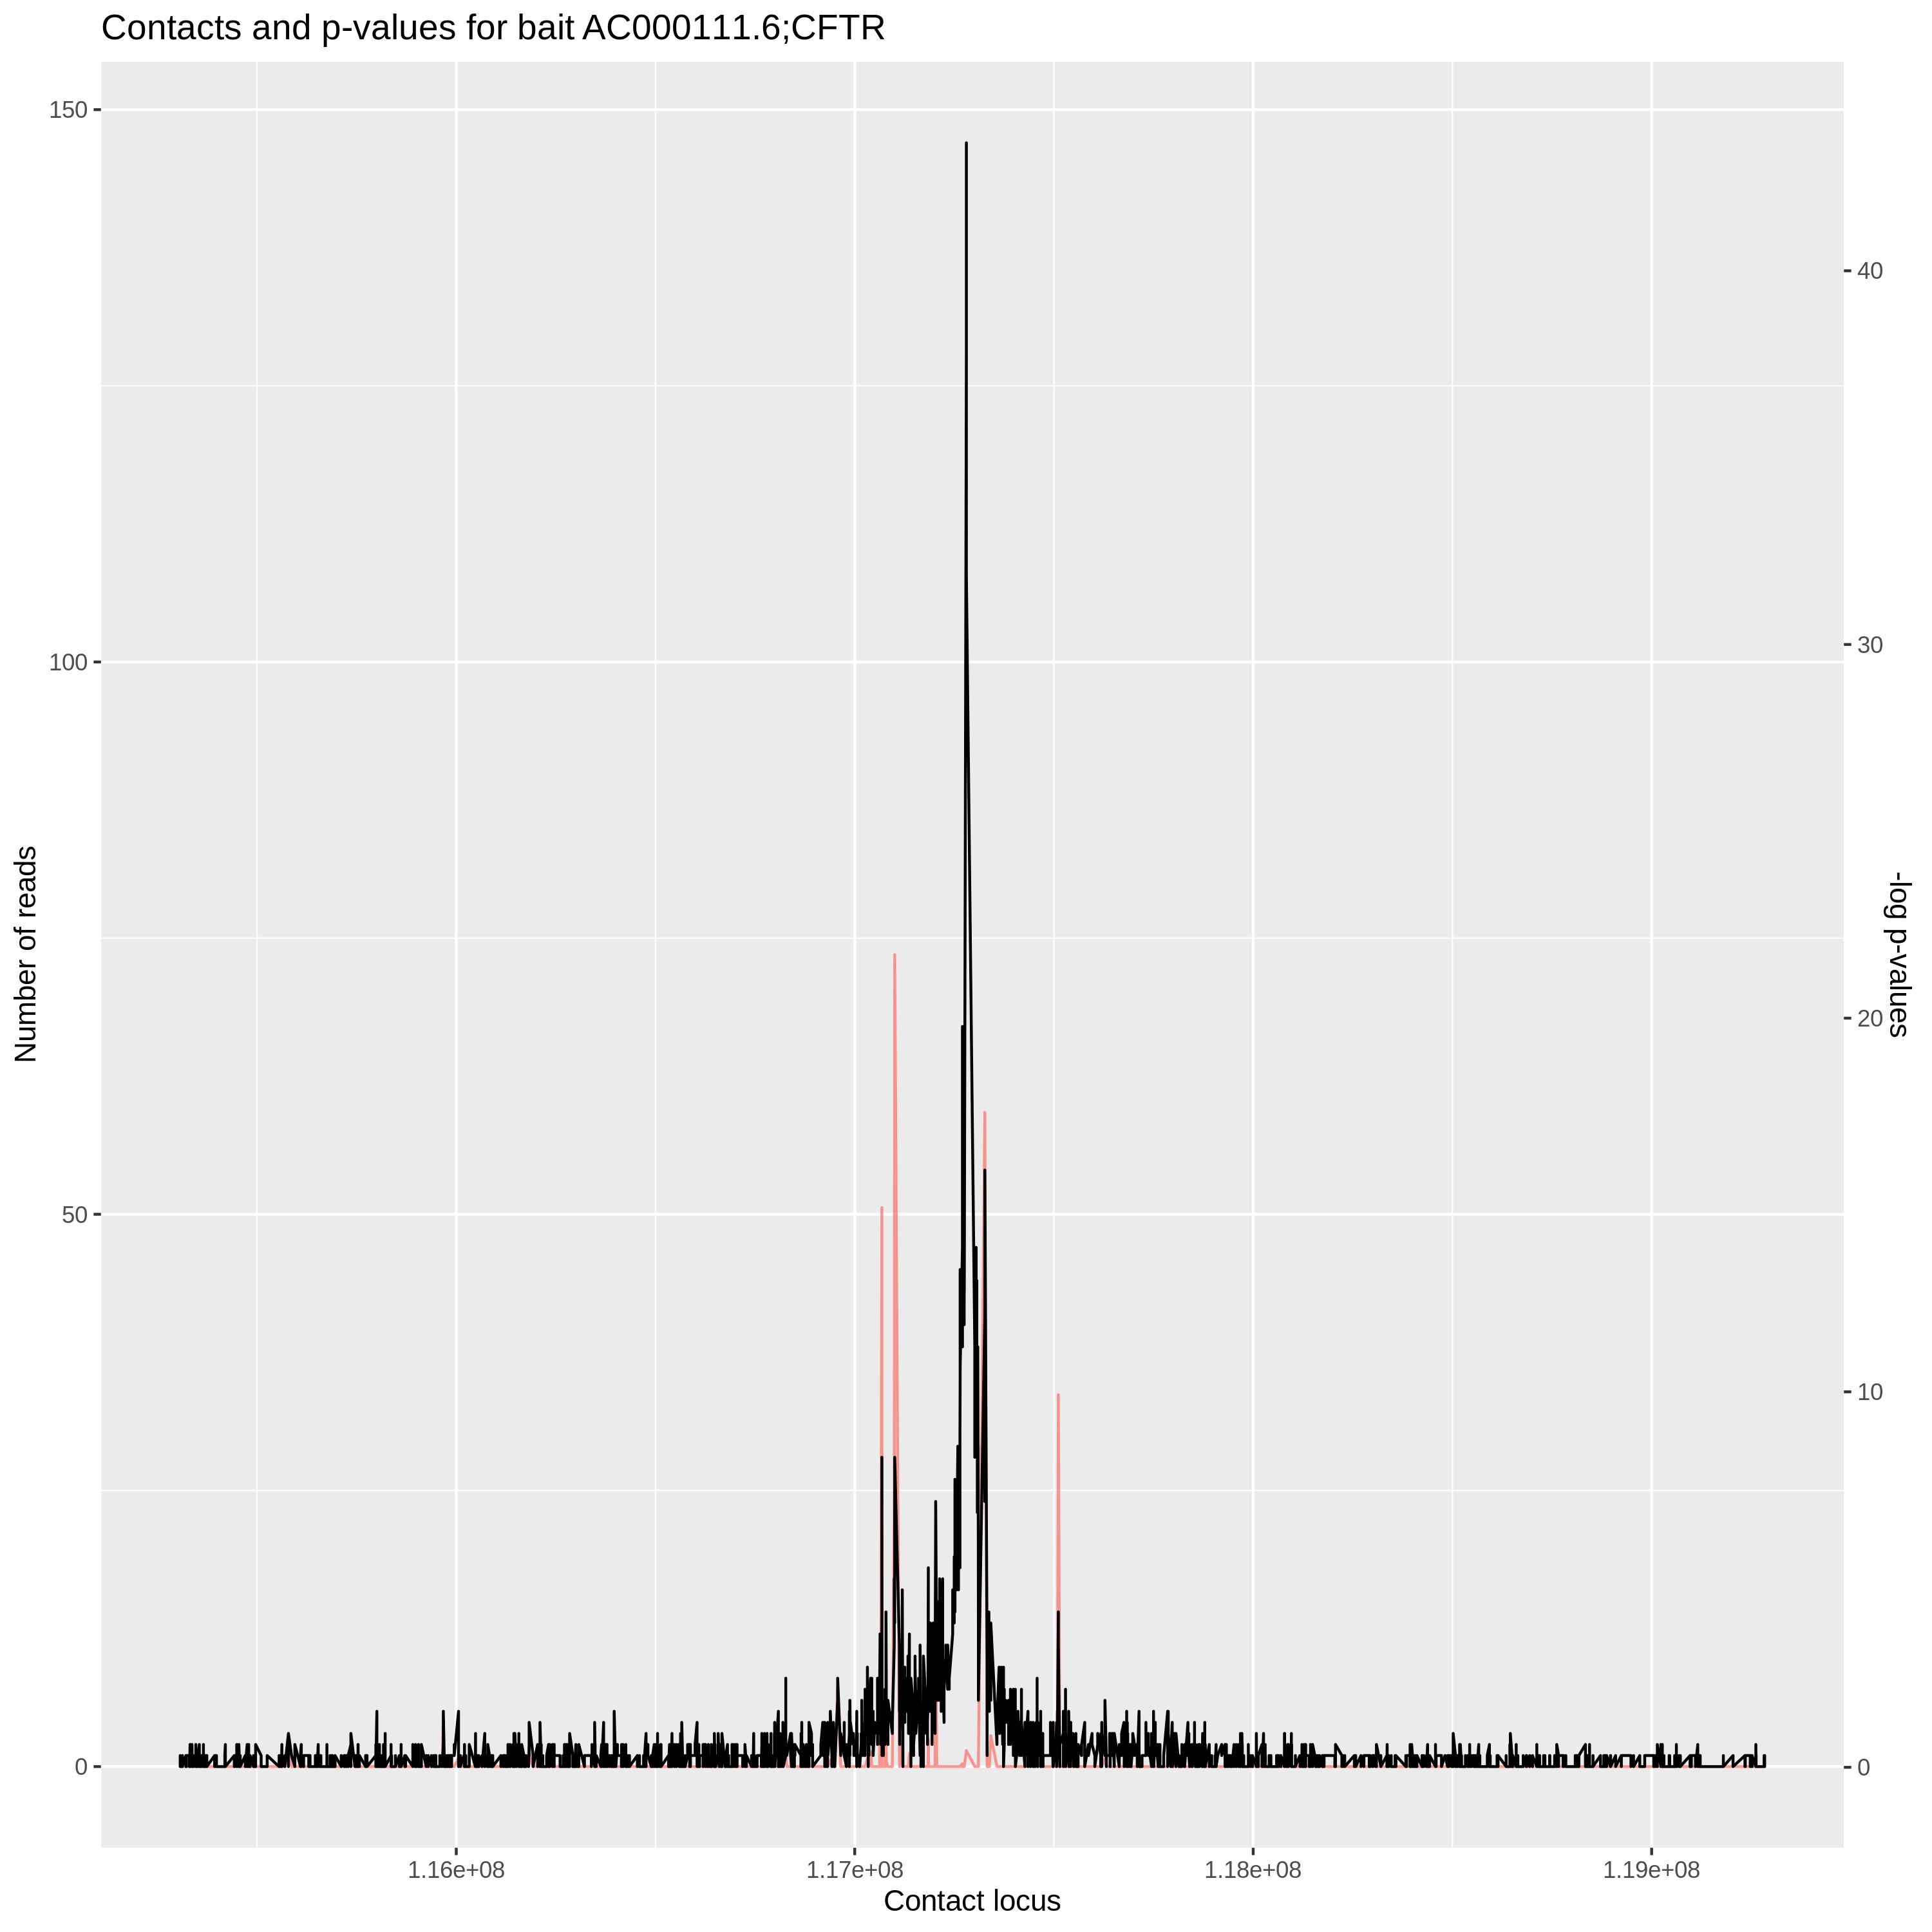 Contacts and p-values for bait AC000111.6;CFTR
150
100
50
0
Number of reads
40
30
20
10
0
-log p-values
1.16e+08 1.17e+08 1.18e+08 1.19e+08
Contact locus